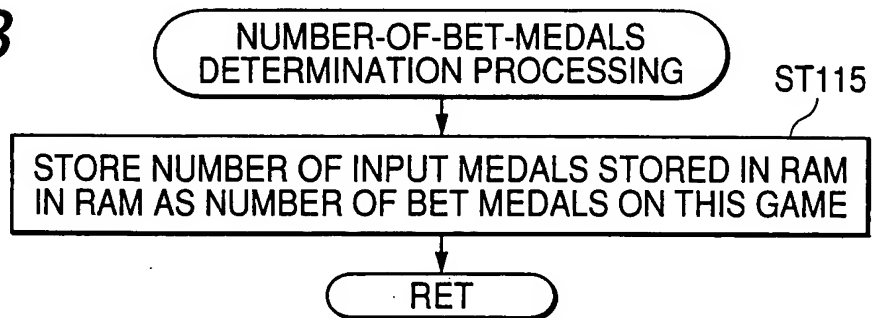 NUMBER-OF-BET-MEDALS
DETERMINATION PROCESSING
ST115
STORE NUMBER OF INPUT MEDALS STORED IN RAM
IN RAM AS NUMBER OF BET MEDALS ON THIS GAME
RET